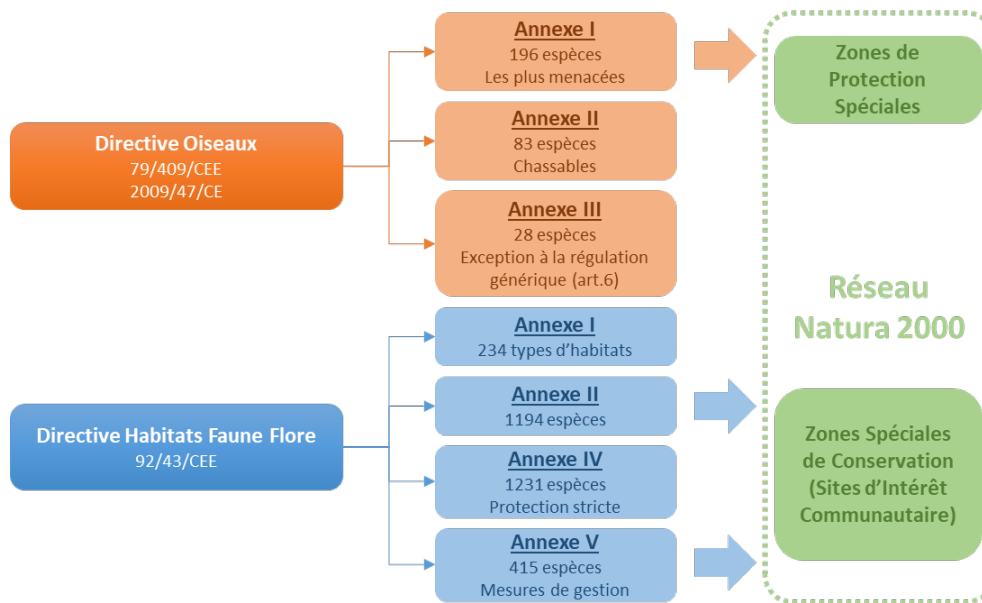 Directive Oiseaux
79/409/CEE
2009/47/CE
Annexe I
196 espèces
Les plus menacées
Annexe II
83 espèces
Chassables
Annexe III
28 espèces
Exception à la régulation
générique (art.6)
Zones de
Protection
Spéciales
Réseau
Natura 2000
Directive Habitats Faune Flore
92/43/CEE
Annexe I
234 types d'habitats
Annexe II
1194 espèces
Annexe IV
1231 espèces
Protection stricte
Annexe V
415 espèces
Mesures de gestion
Zones Spéciales
de Conservation
(Sites d'Intérêt
Communautaire)